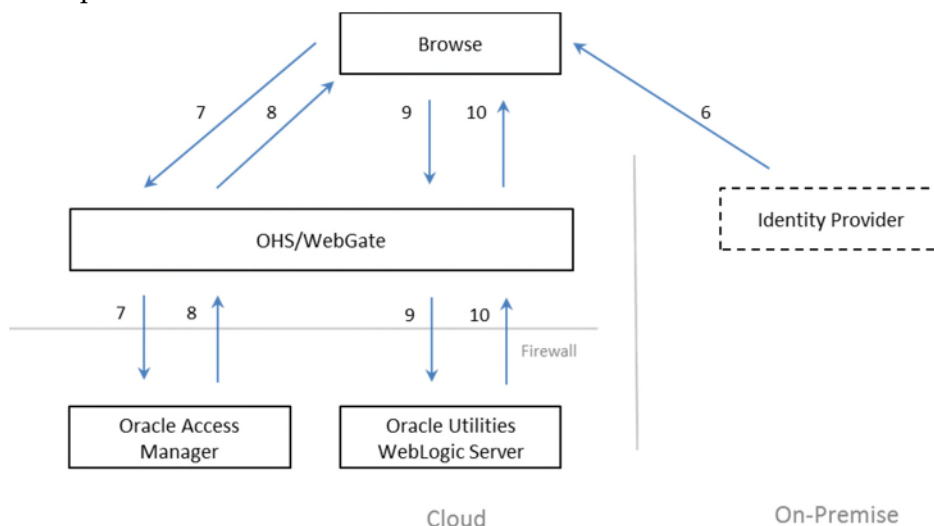 Browse
7
8
9
10
6
Identity Provider
OHS/WebGate
7
8
9
10
Firewall
Oracle Access
Manager
Oracle Utilities
WebLogic Server
Cloud
On-Premise